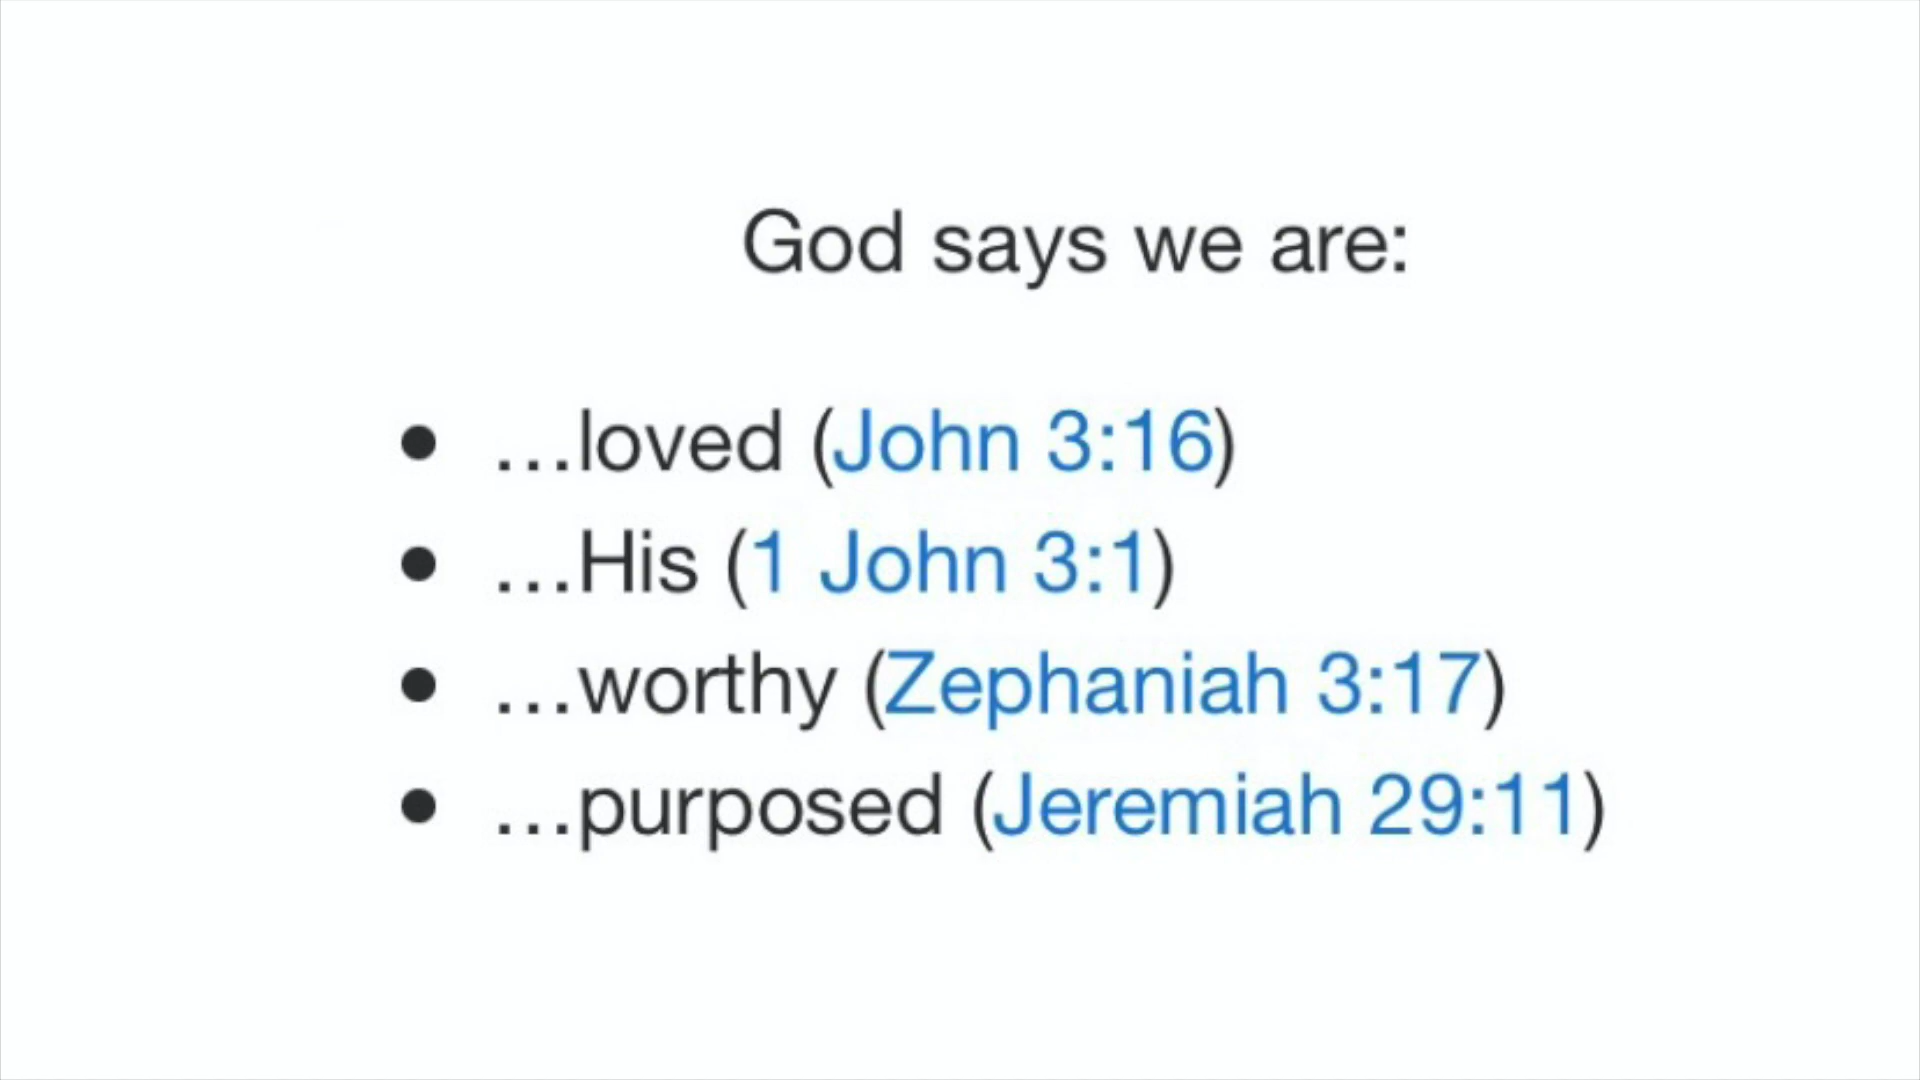 God says we are:
• …loved (John 3:16)
• …His (1 John 3:1)
• …worthy (Zephaniah 3:17)
• …purposed (Jeremiah 29:11)